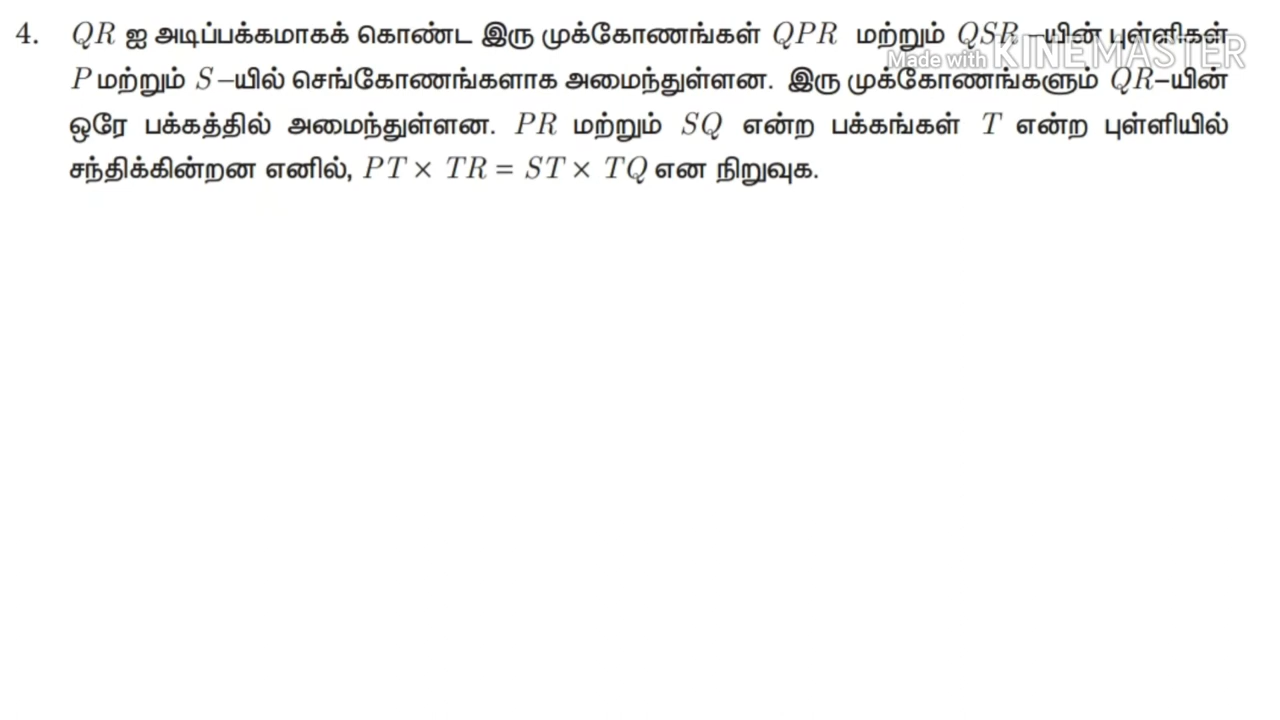 4. QR ஐ அடிப்பக்கமாகக் கொண்ட இரு முக்கோணங்கள் QPR மற்றும் QSR –யின் புள்ளிகள்
Made with KINEMASTER
P மற்றும் S –யில் செங்கோணங்களாக அமைந்துள்ளன. இரு முக்கோணங்களும் QR–யின்
ஒரே பக்கத்தில் அமைந்துள்ளன. PR மற்றும் SQ என்ற பக்கங்கள் T என்ற புள்ளியில்
சந்திக்கின்றன எனில், PT × TR = ST × TQ என நிறுவுக.